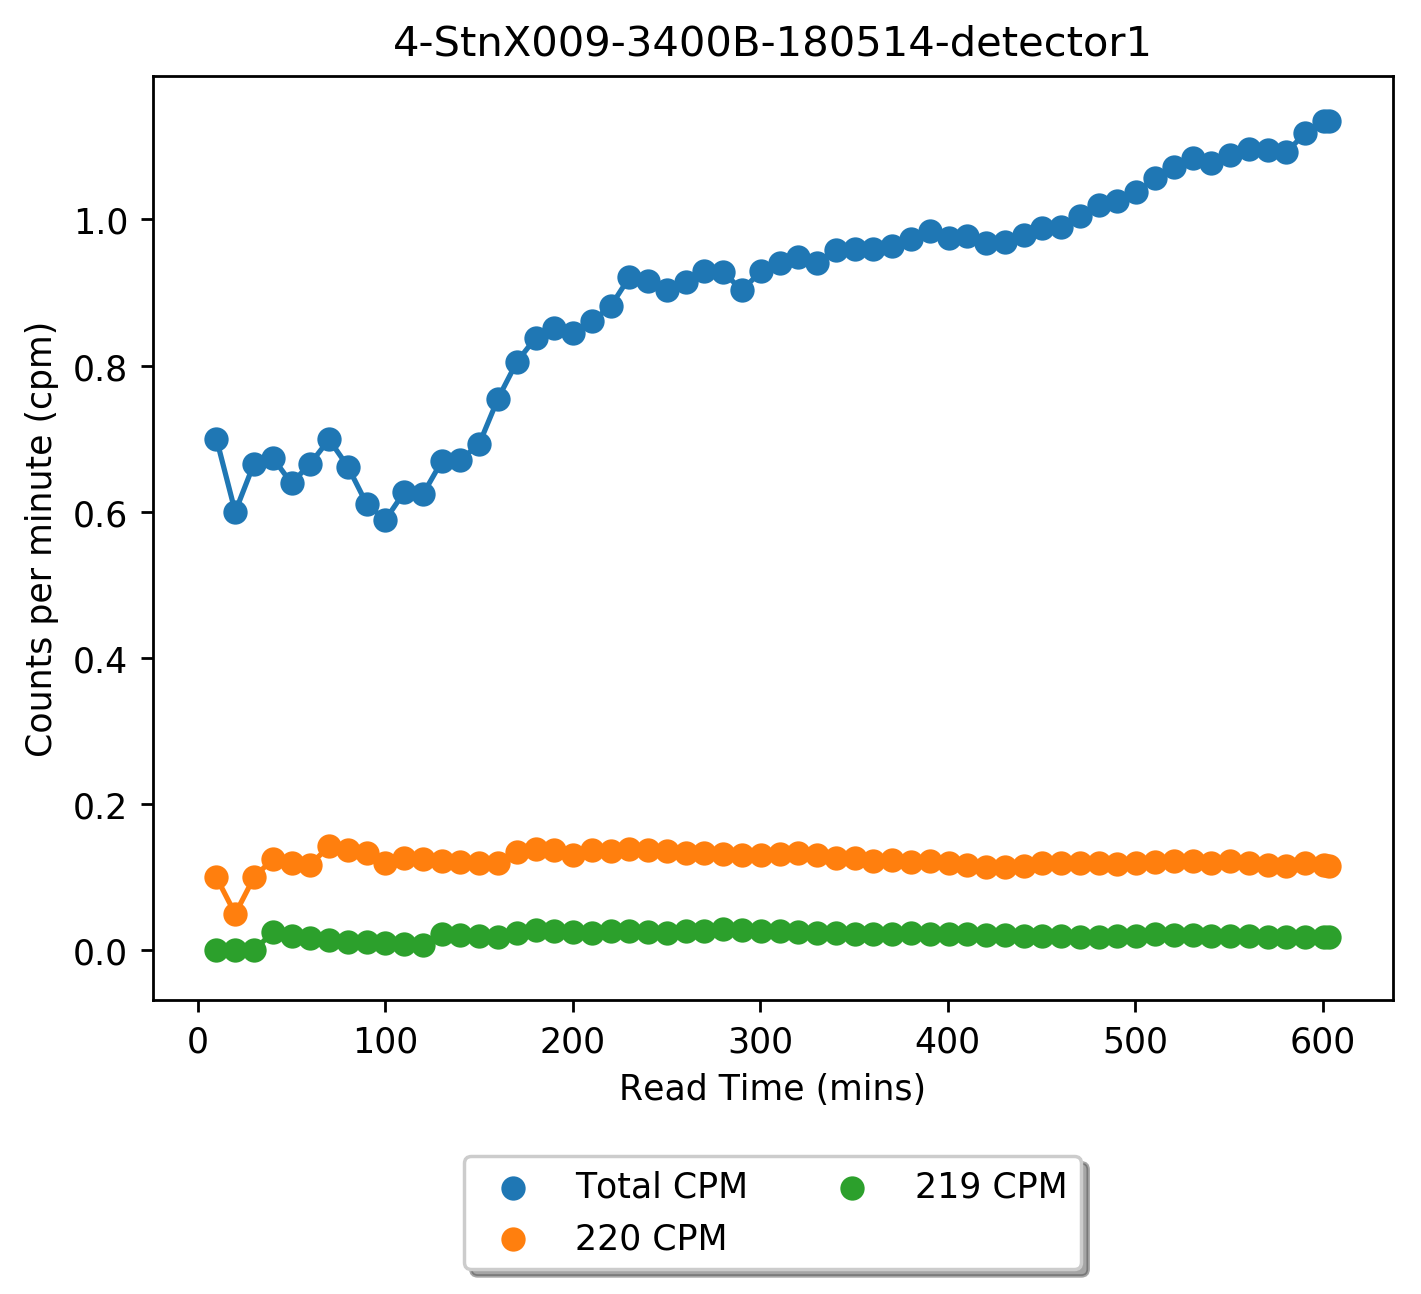 4-StnX009-3400B-180514-detector1
Counts per minute (cpm)
1.0
0.8
0.6
0.4
0.2
0.0
0 100 200 300 400 500 600
Read Time (mins)
Total CPM 219 CPM
220 CPM